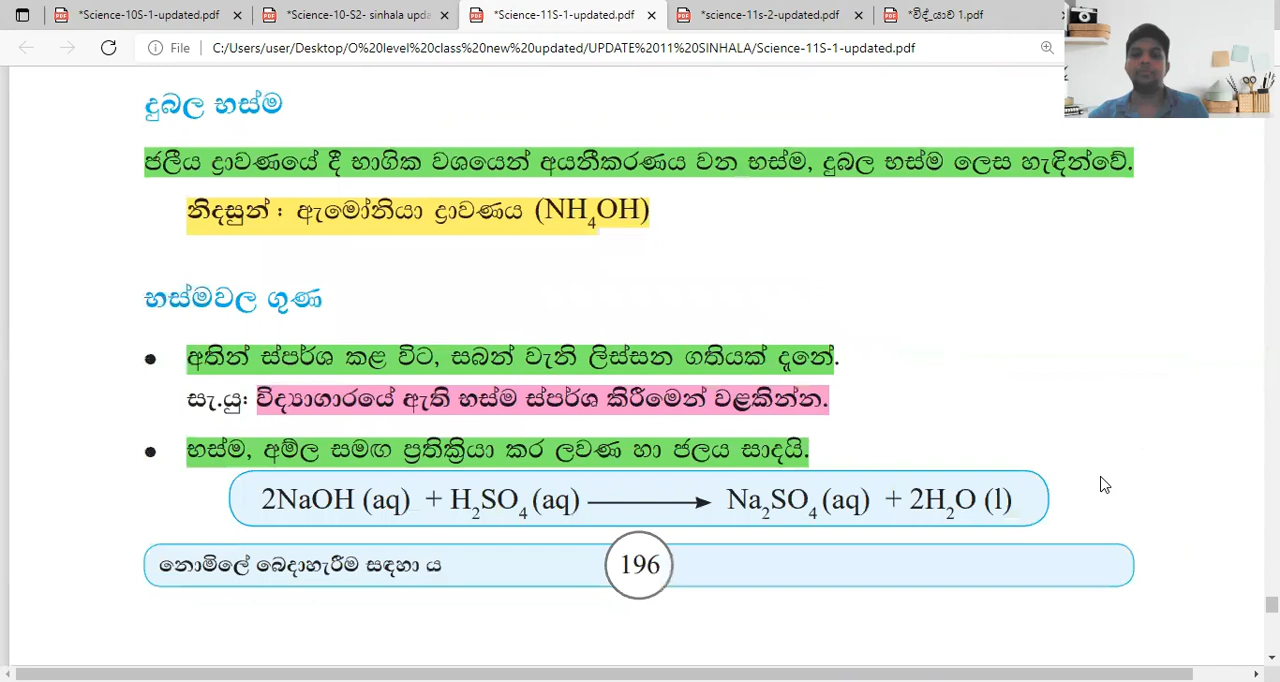 *Science-10S-1-updated.pdf
*Science-10-S2- sinhala upda
*Science-11S-1-updated.pdf
*science-11s-2-updated.pdf
*විද්‍යාව 1.pdf
File C:/Users/user/Desktop/O%20level%20class%20new%20updated/UPDATE%2011%20SINHALA/Science-11S-1-updated.pdf
දුබල භස්ම
ජලීය ද්‍රාවණයේ දී භාගික වශයෙන් අයනීකරණය වන භස්ම, දුබල භස්ම ලෙස හැඳින්වේ.
නිදසුන් : ඇමෝනියා ද්‍රාවණය (NH₄OH)
භස්මවල ගුණ
● අතින් ස්පර්ශ කළ විට, සබන් වැනි ලිස්සන ගතියක් දැනේ.
සැ.යු: විද්‍යාගාරයේ ඇති භස්ම ස්පර්ශ කිරීමෙන් වළකින්න.
● භස්ම, අම්ල සමඟ ප්‍රතික්‍රියා කර ලවණ හා ජලය සාදයි.
2NaOH (aq) + H₂SO₄ (aq) ⟶ Na₂SO₄ (aq) + 2H₂O (l)
නොමිලේ බෙදාහැරීම සඳහා ය
196